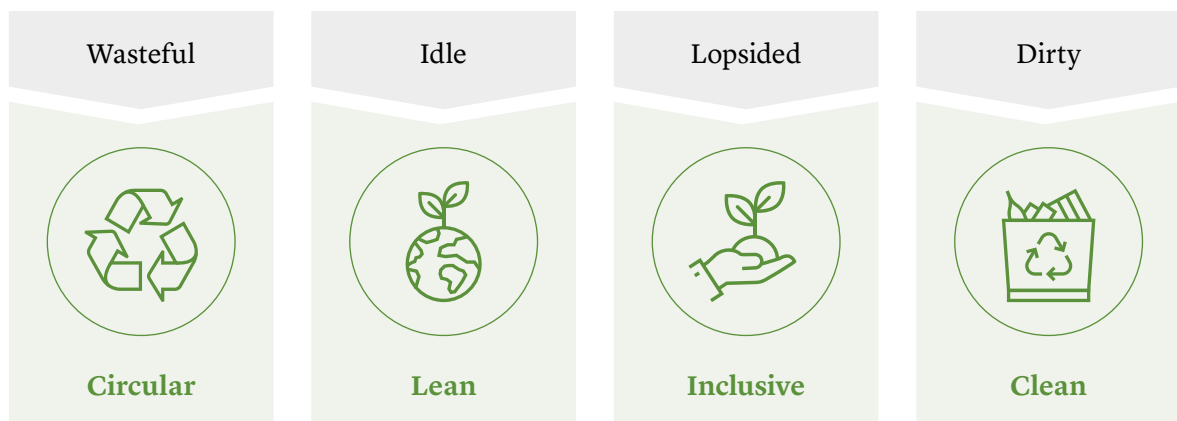 Wasteful
Idle
Lopsided
Dirty
Circular
Lean
Inclusive
Clean